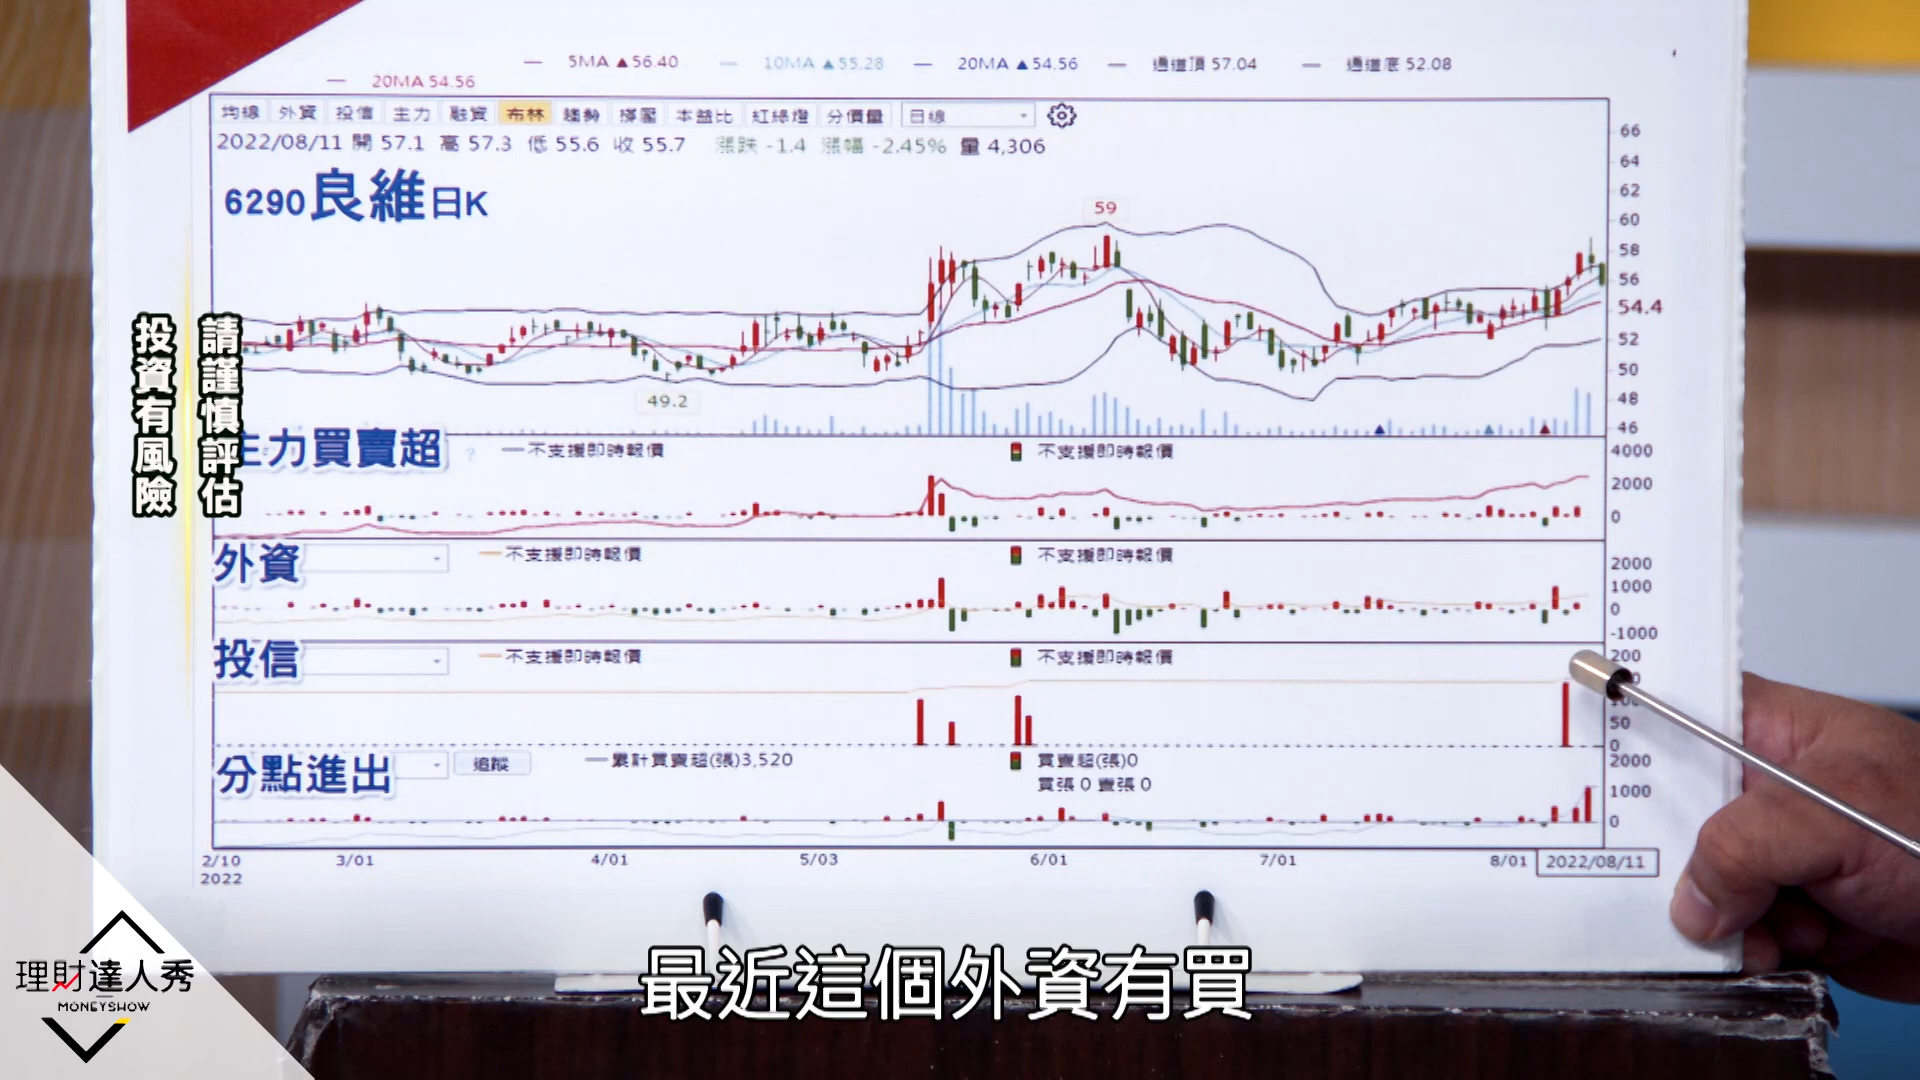 20MA 54.56
5MA ▲56.40
10MA ▲55.28
20MA ▲54.56
通道頂 57.04
通道底 52.08
均線 外資 投信 主力 融資 布林 趨勢 撐壓 本益比 紅綠燈 分價量 日線
2022/08/11 開 57.1 高 57.3 低 55.6 收 55.7 漲跌 -1.4 漲幅 -2.45% 量 4,306
6290良維日K
59
49.2
66
64
62
60
58
56
54.4
52
50
48
46
請謹慎評估
投資有風險
主力買賣超 ? 不支援即時報價 不支援即時報價
4000
2000
0
外資 不支援即時報價 不支援即時報價
2000
1000
0
-1000
投信 不支援即時報價 不支援即時報價
200
50
0
分點進出 追蹤 累計買賣超(張)3,520 買賣超(張)0
買張 0 賣張 0
2000
1000
0
2/10 3/01 4/01 5/03 6/01 7/01 8/01 2022/08/11
2022
最近這個外資有買
理財達人秀
MONEYSHOW